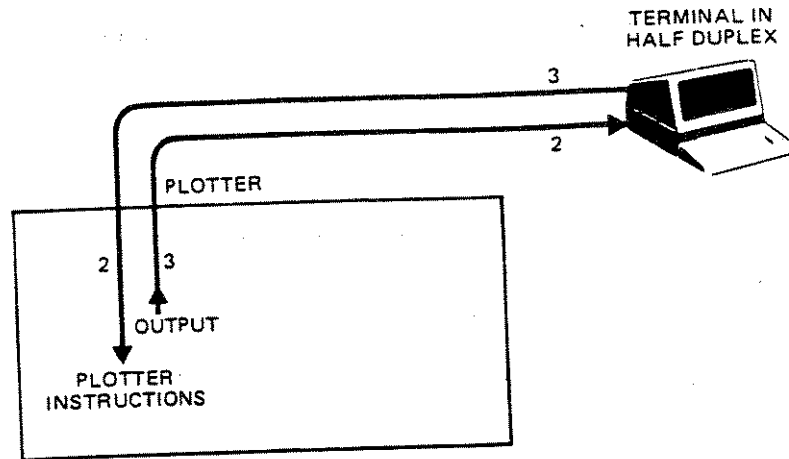 TERMINAL IN
HALF DUPLEX
3
2
PLOTTER
2
3
OUTPUT
PLOTTER
INSTRUCTIONS